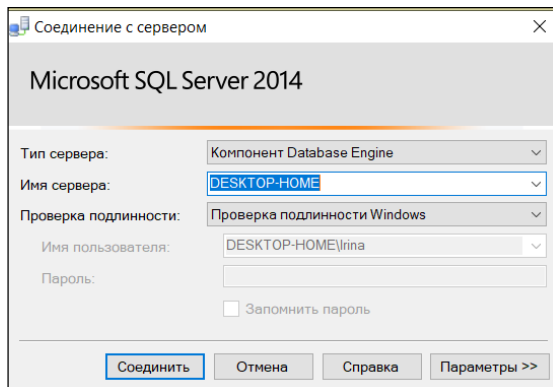 Соединение с сервером
Microsoft SQL Server 2014
Тип сервера: Компонент Database Engine
Имя сервера: DESKTOP-HOME
Проверка подлинности: Проверка подлинности Windows
Имя пользователя: DESKTOP-HOME\Irina
Пароль:
Запомнить пароль
Соединить Отмена Справка Параметры >>